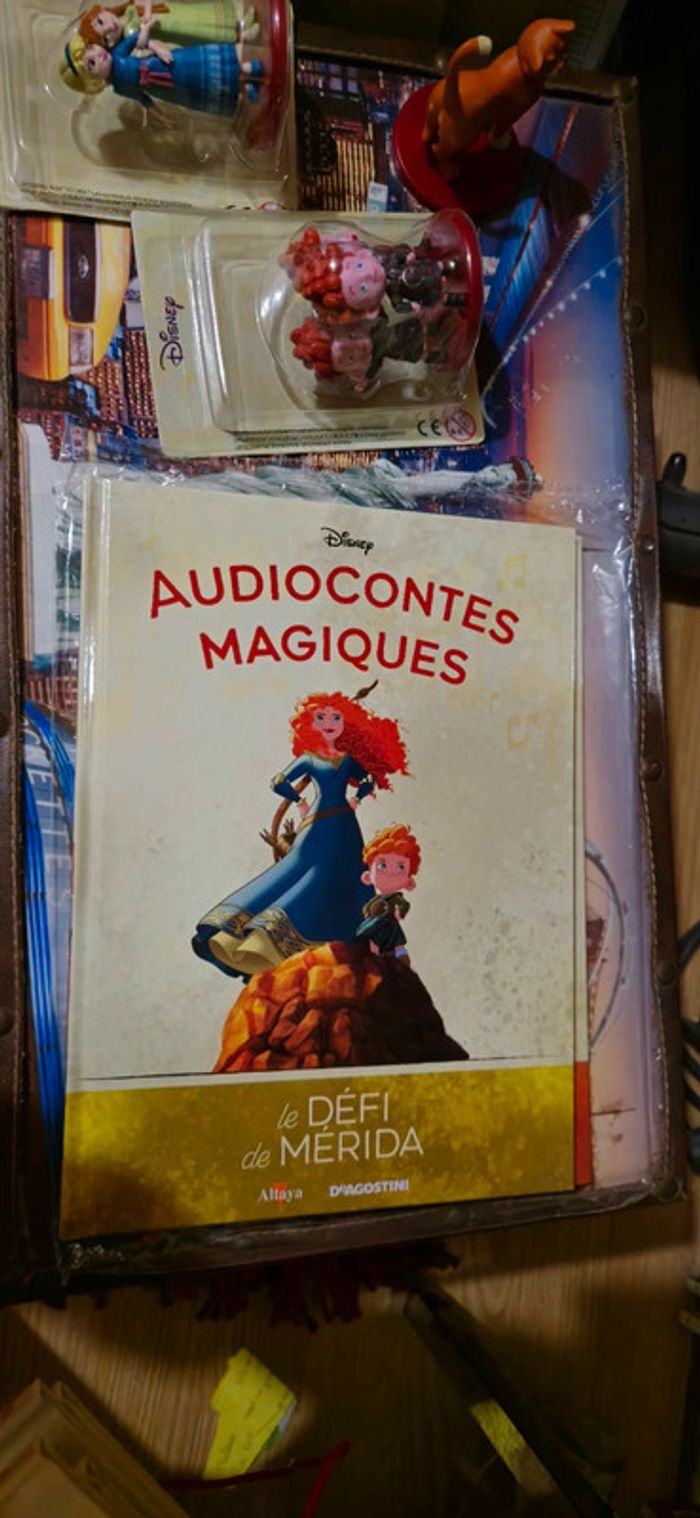 Disney
CE
Disney
AUDIOCONTES
MAGIQUES
le DÉFI
de MÉRIDA
Altaya
DeAGOSTINI